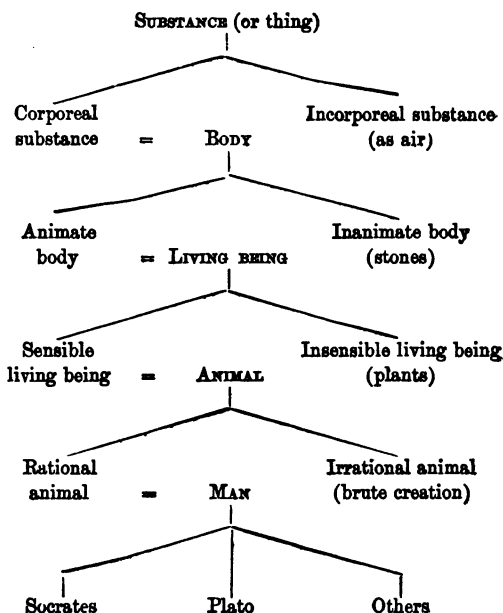 SUBSTANCE (or thing)
Corporeal Incorporeal substance
substance = BODY (as air)
Animate Inanimate body
body = LIVING BEING (stones)
Sensible Insensible living being
living being = ANIMAL (plants)
Rational Irrational animal
animal = MAN (brute creation)
Socrates Plato Others